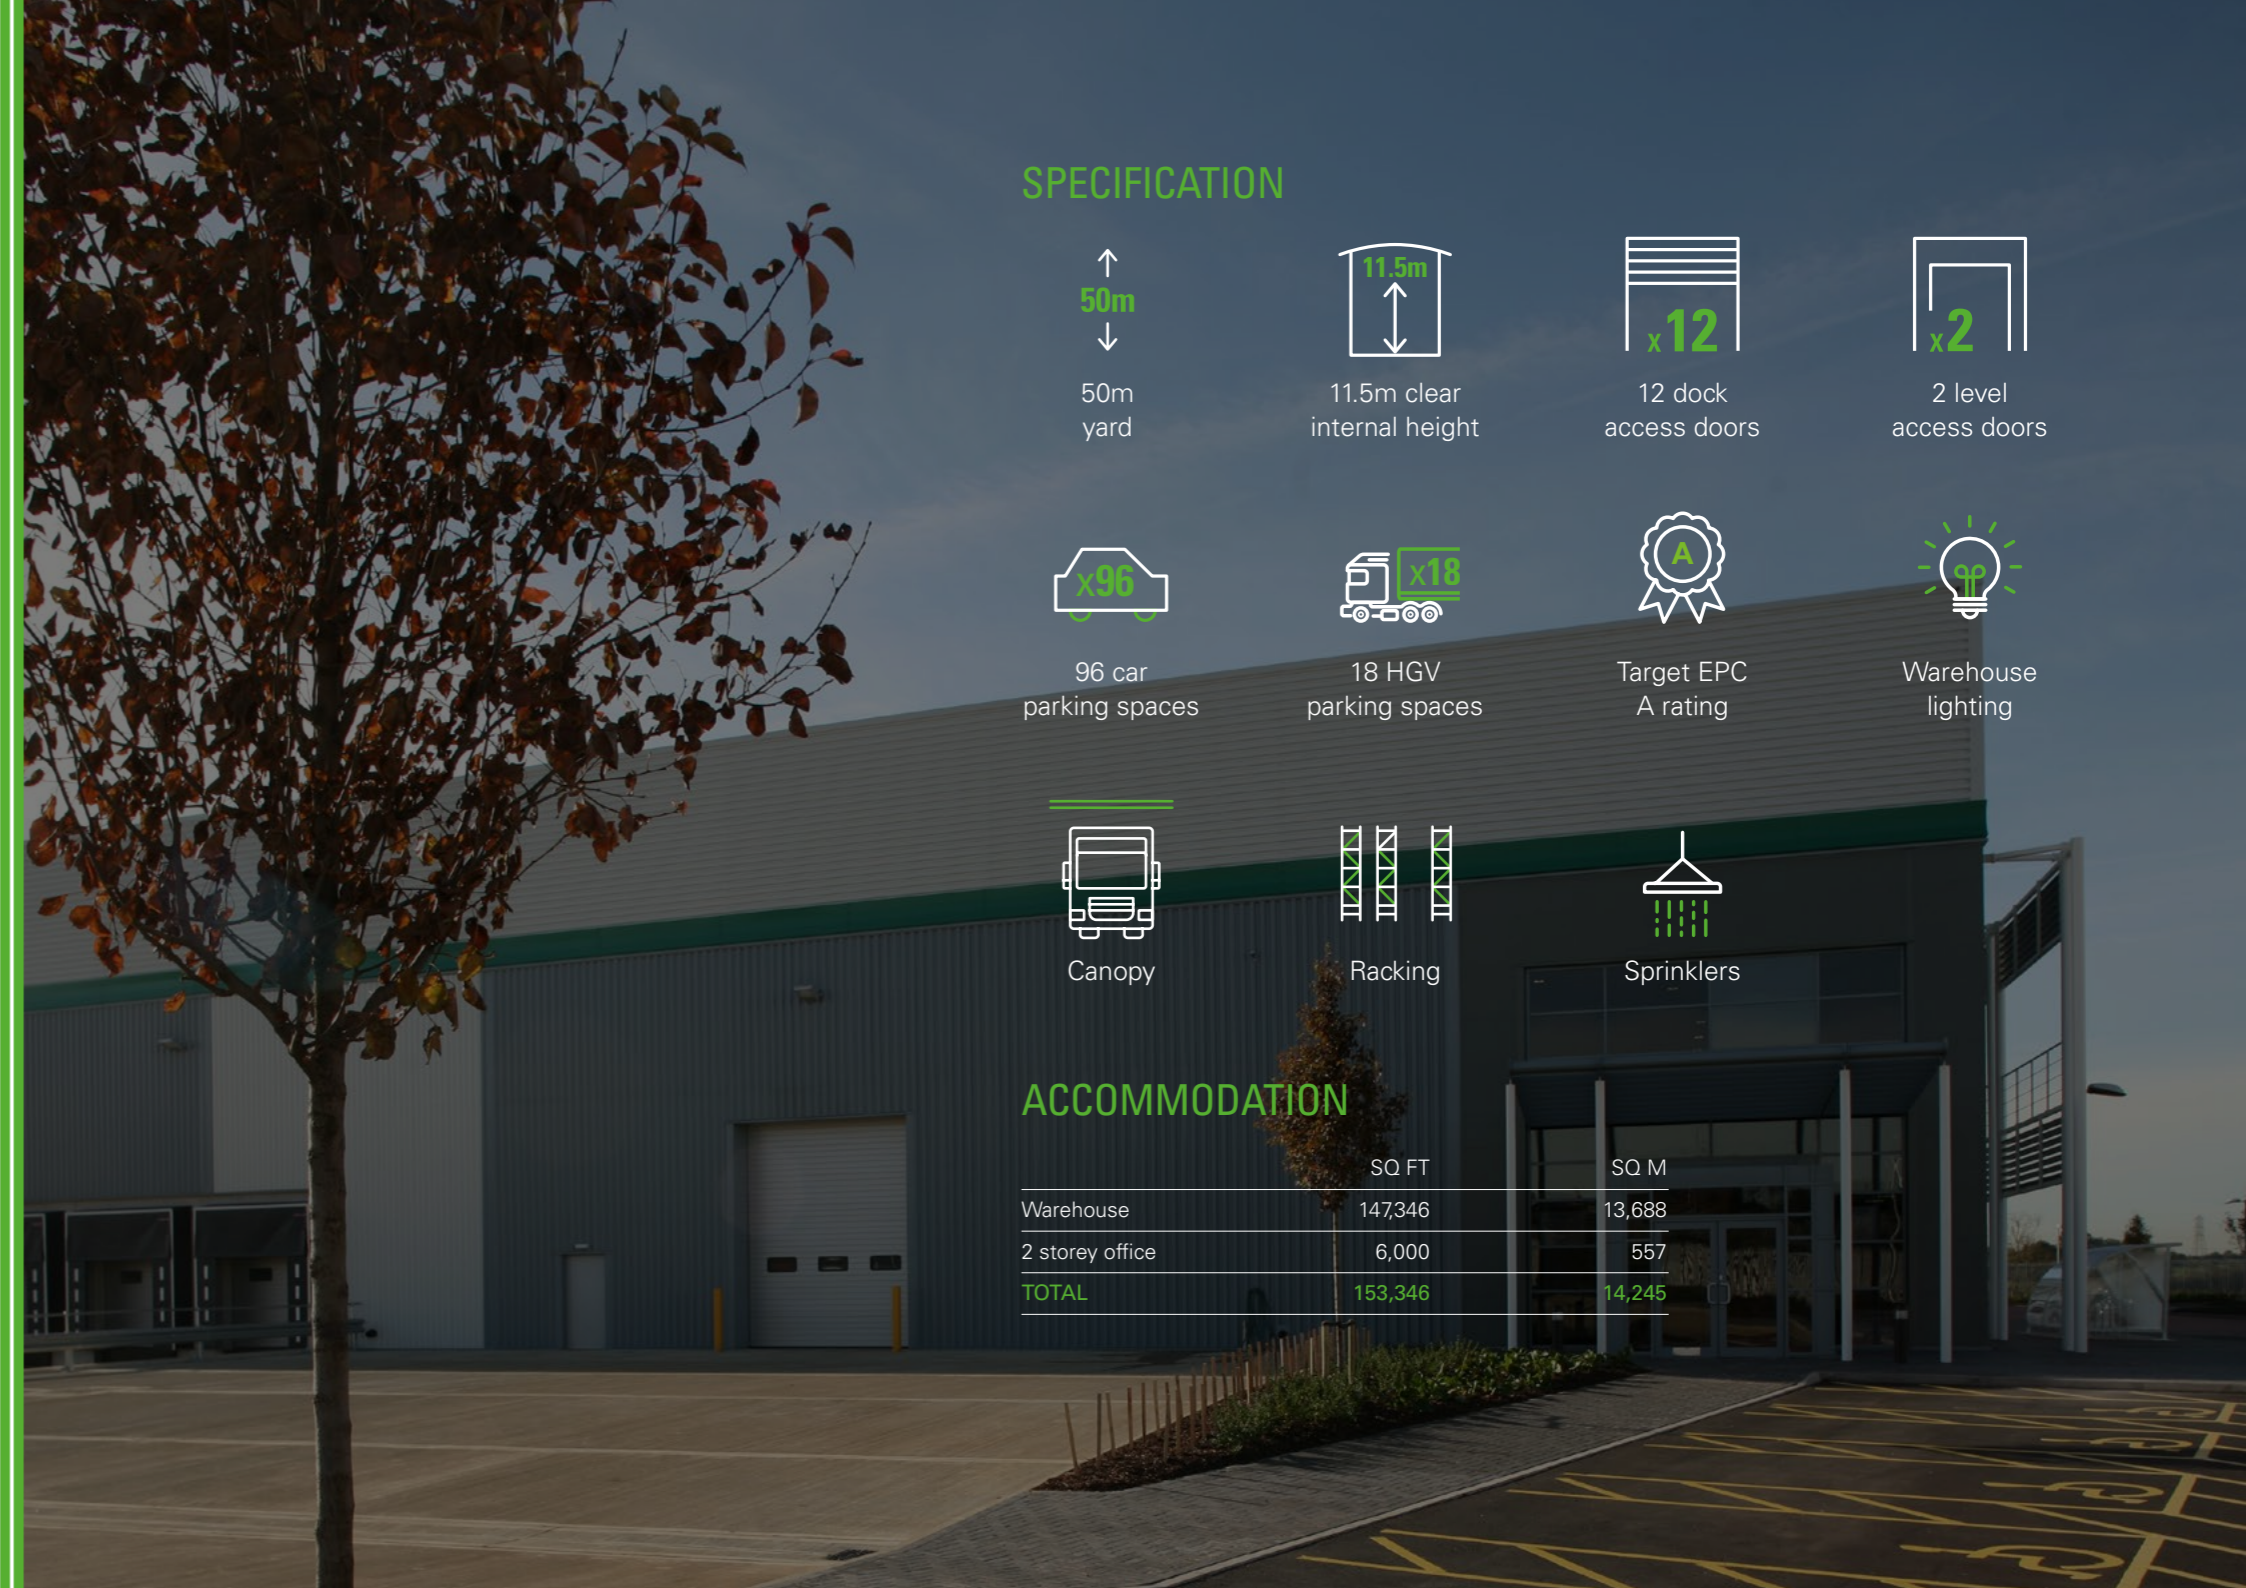 SPECIFICATION
50m
11.5m
x12
x2
50m
yard
11.5m clear
internal height
12 dock
access doors
2 level
access doors
x96
x18
A
96 car
parking spaces
18 HGV
parking spaces
Target EPC
A rating
Warehouse
lighting
Canopy
Racking
Sprinklers
ACCOMMODATION
SQ FT SQ M
Warehouse 147,346 13,688
2 storey office 6,000 557
TOTAL 153,346 14,245